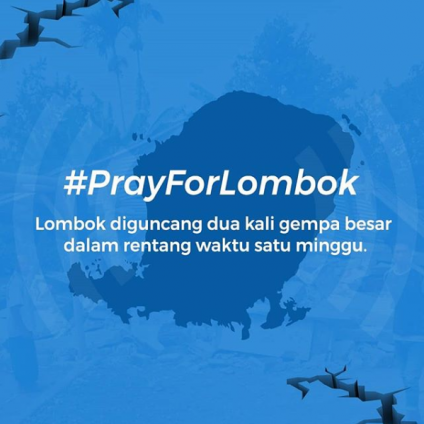 #PrayForLombok
Lombok diguncang dua kali gempa besar
dalam rentang waktu satu minggu.